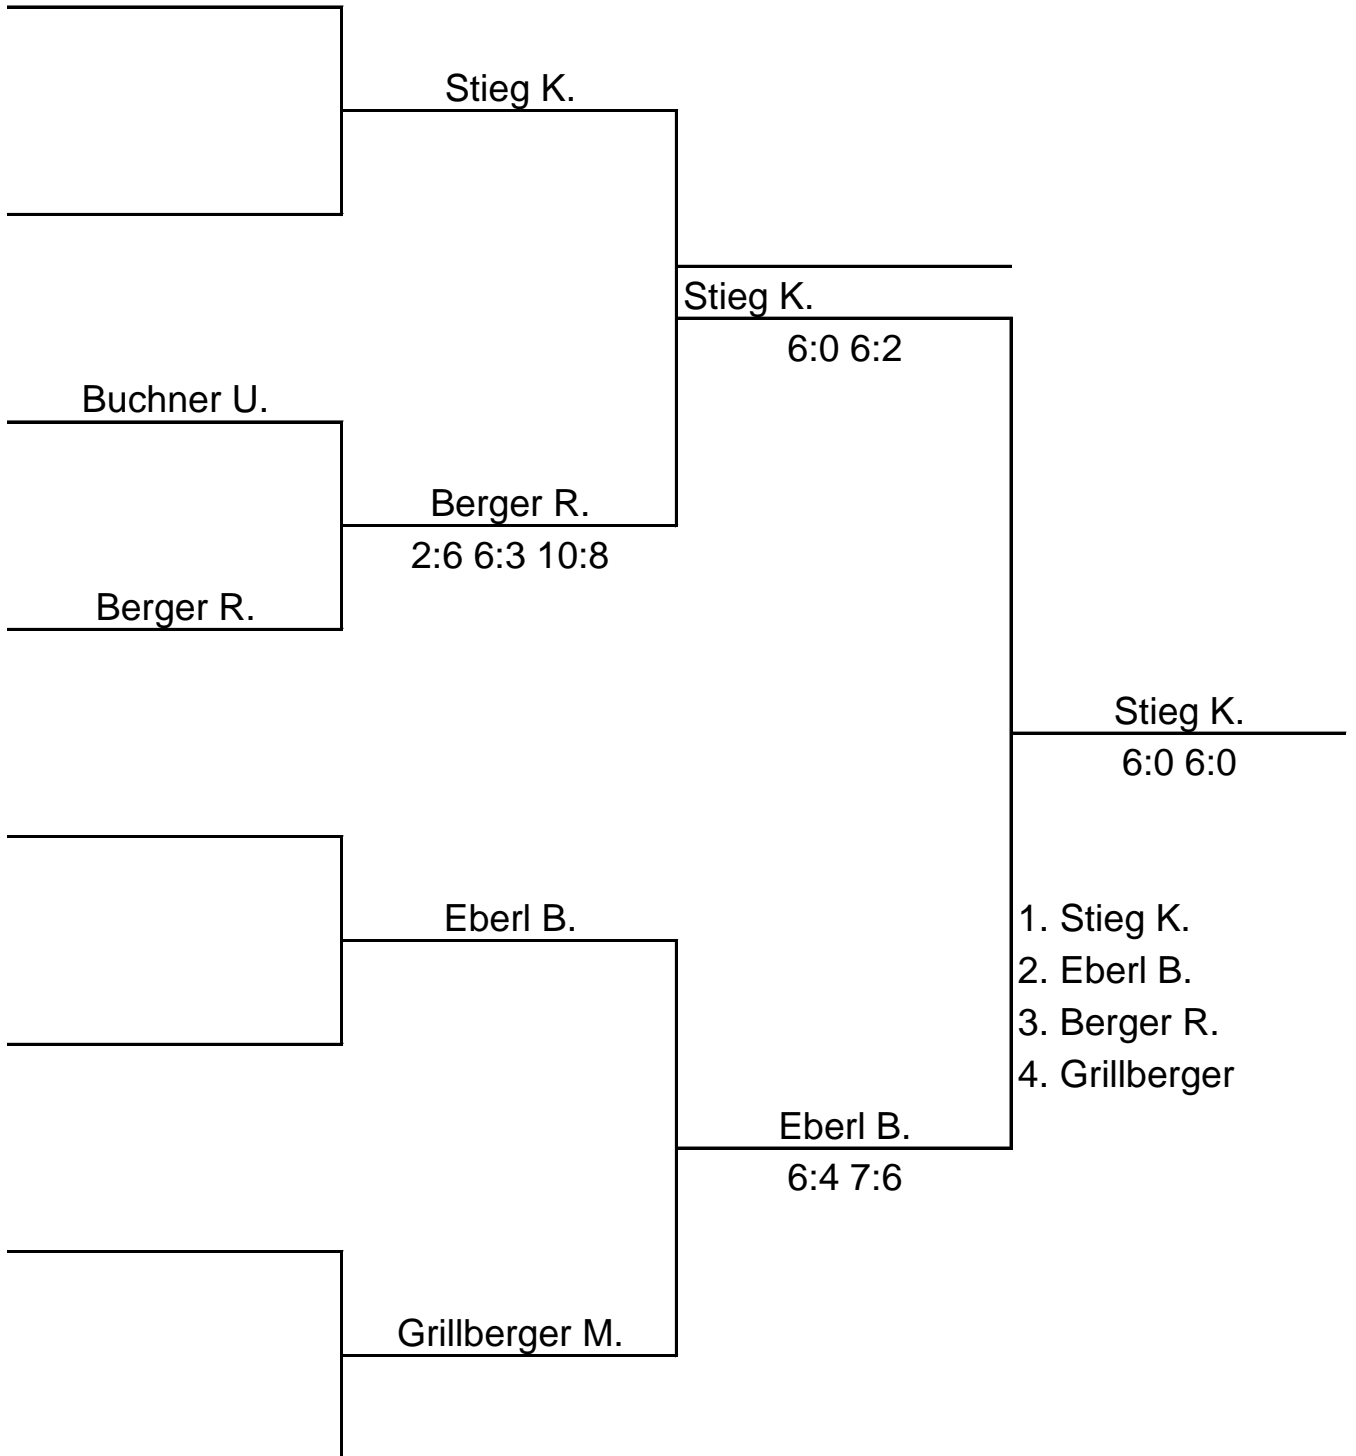 Stieg K.
Stieg K.
6:0 6:2
Buchner U.
Berger R.
2:6 6:3 10:8
Berger R.
Stieg K.
6:0 6:0
Eberl B.
1. Stieg K.
2. Eberl B.
3. Berger R.
4. Grillberger
Eberl B.
6:4 7:6
Grillberger M.